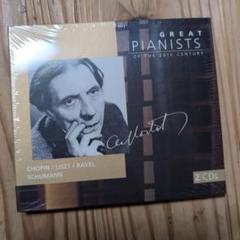 GREAT
PIANISTS
OF THE 20TH CENTURY
CHOPIN / LISZT / RAVEL
SCHUMANN
2 CDs